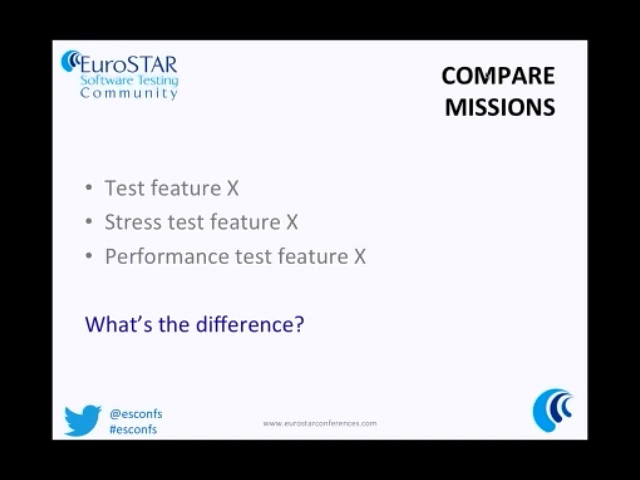 EuroSTAR
Software Testing
Community
COMPARE
MISSIONS
• Test feature X
• Stress test feature X
• Performance test feature X
What's the difference?
@esconfs
#esconfs
www.eurostarconferences.com